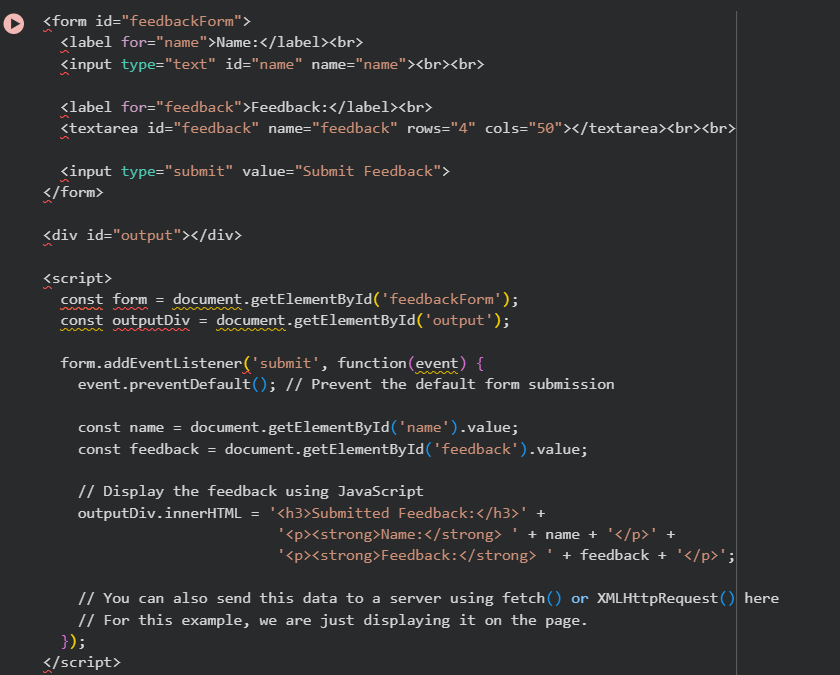 <form id="feedbackForm">
  <label for="name">Name:</label><br>
  <input type="text" id="name" name="name"><br><br>

  <label for="feedback">Feedback:</label><br>
  <textarea id="feedback" name="feedback" rows="4" cols="50"></textarea><br><br>

  <input type="submit" value="Submit Feedback">
</form>

<div id="output"></div>

<script>
  const form = document.getElementById('feedbackForm');
  const outputDiv = document.getElementById('output');

  form.addEventListener('submit', function(event) {
    event.preventDefault(); // Prevent the default form submission

    const name = document.getElementById('name').value;
    const feedback = document.getElementById('feedback').value;

    // Display the feedback using JavaScript
    outputDiv.innerHTML = '<h3>Submitted Feedback:</h3>' +
                           '<p><strong>Name:</strong> ' + name + '</p>' +
                           '<p><strong>Feedback:</strong> ' + feedback + '</p>';

    // You can also send this data to a server using fetch() or XMLHttpRequest() here
    // For this example, we are just displaying it on the page.
  });
</script>